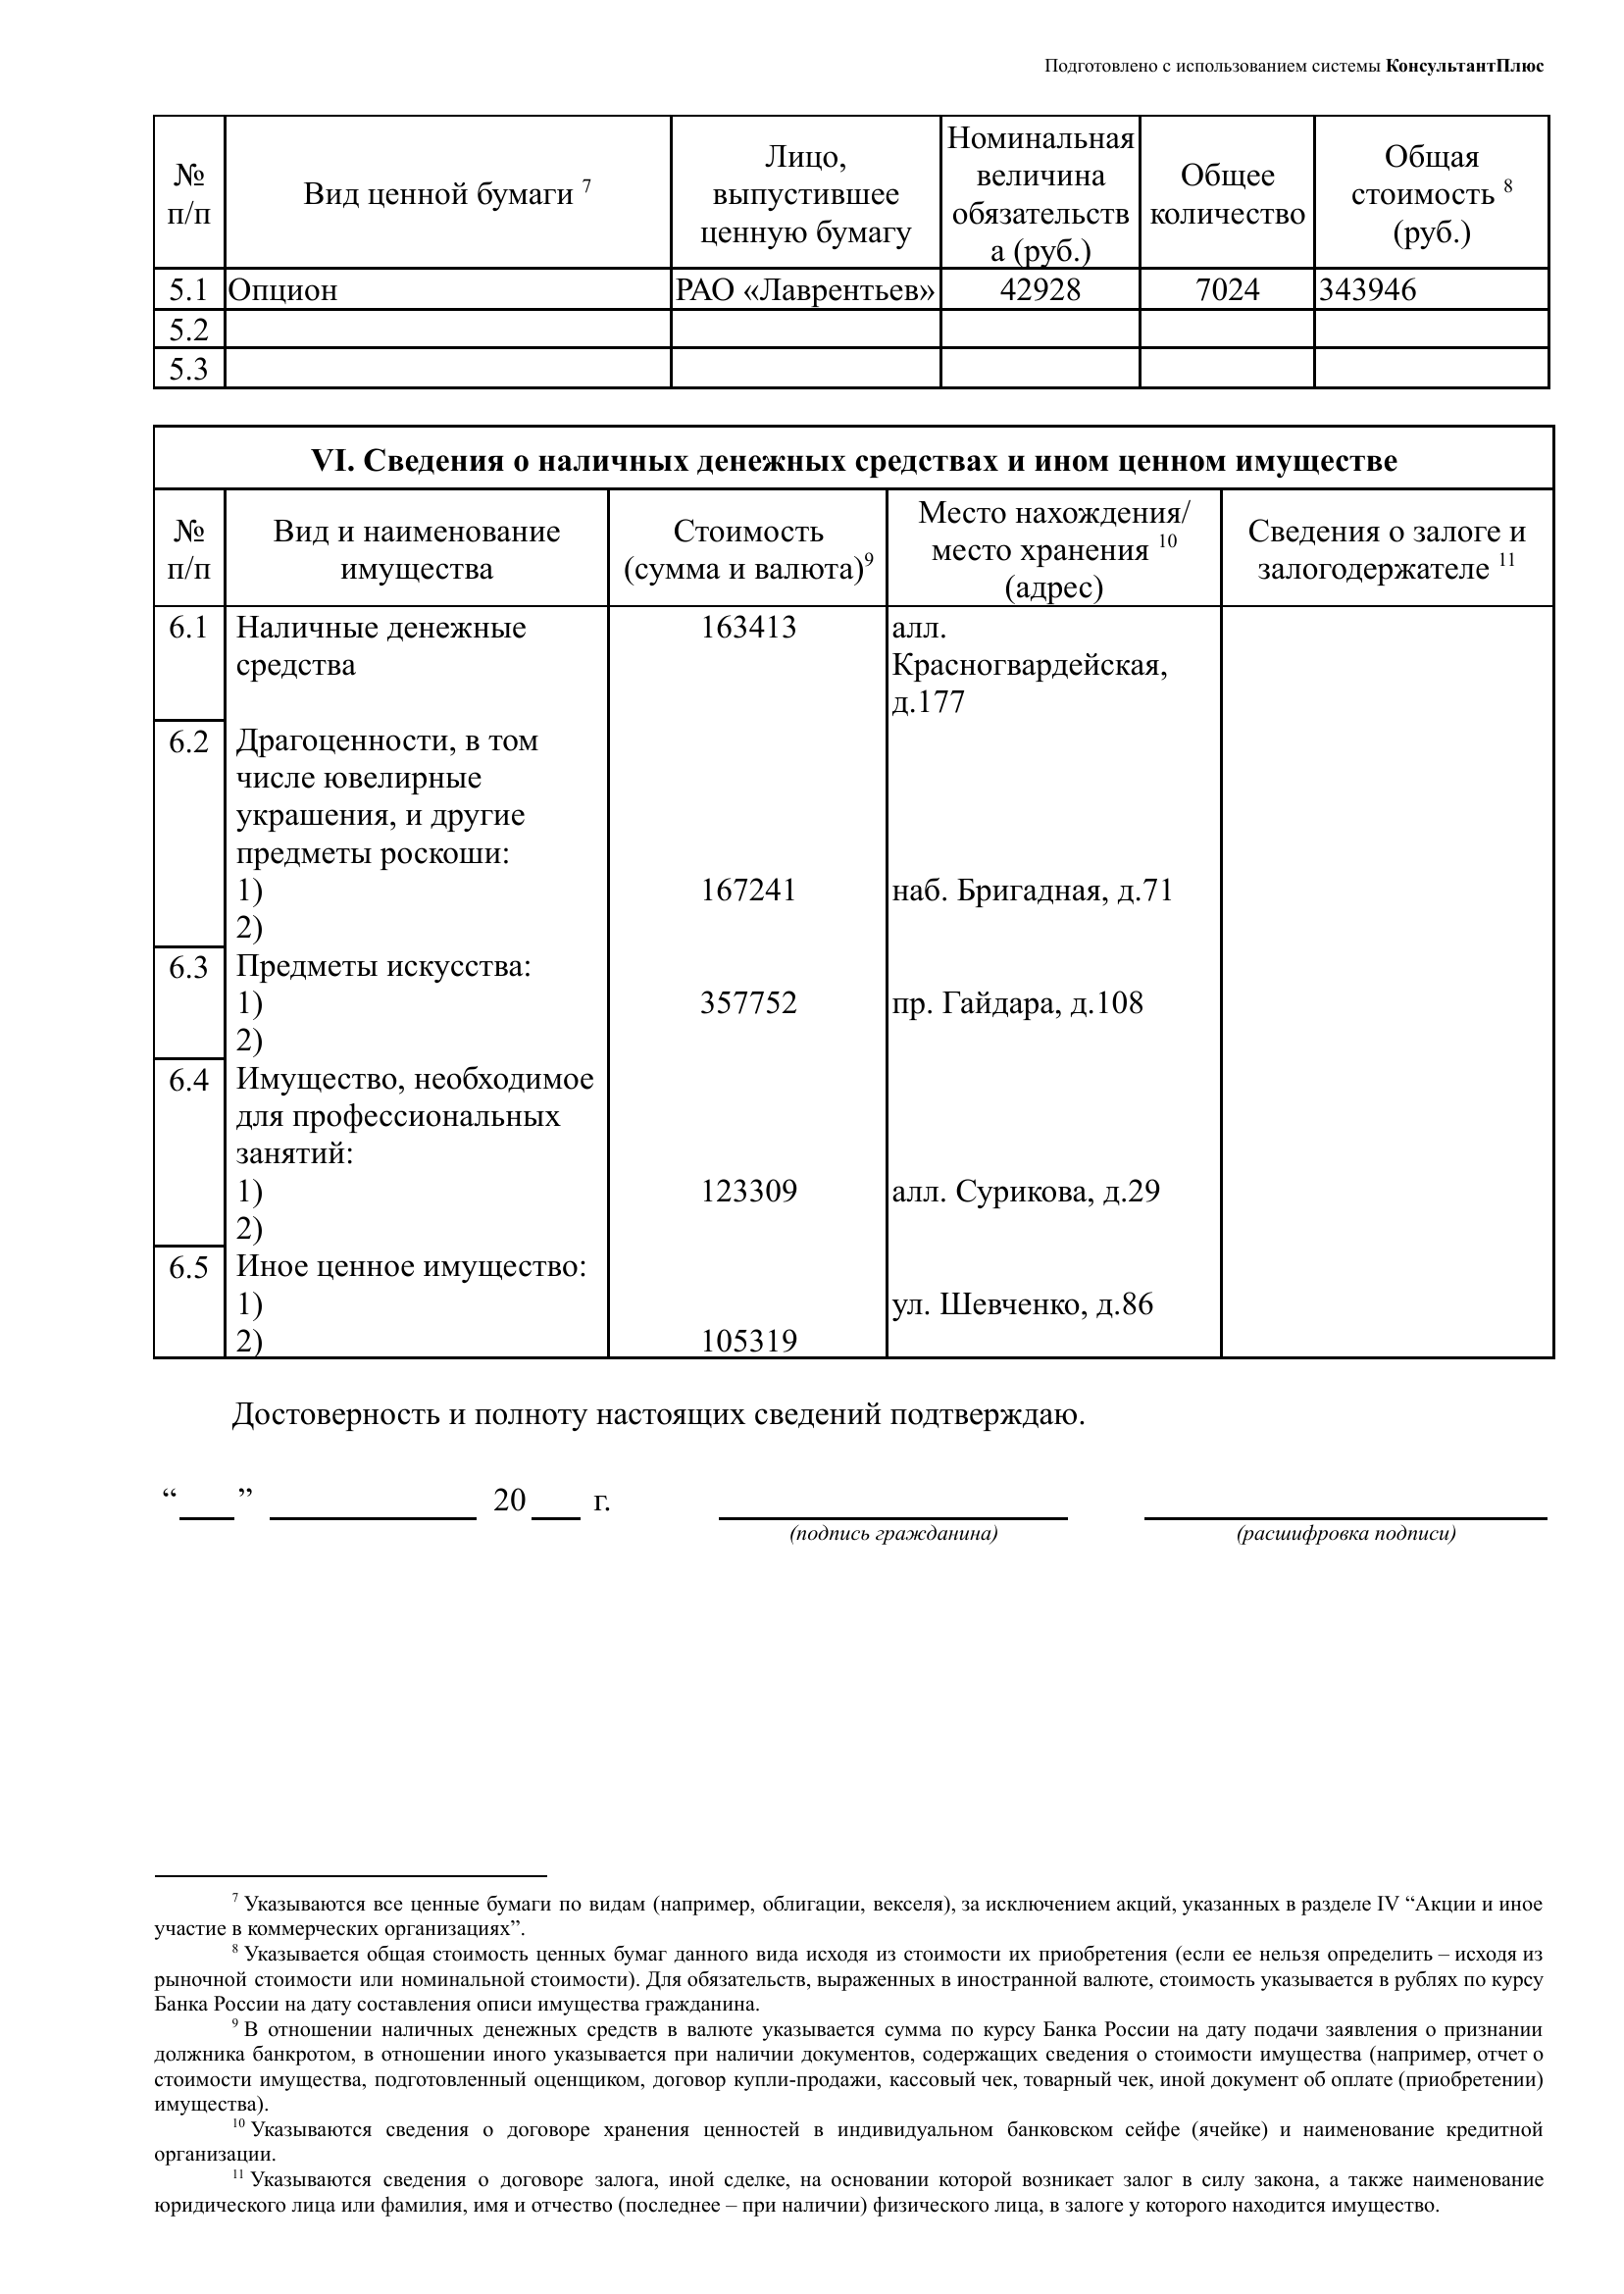 Подготовлено с использованием системы КонсультантПлюс
№
п/п
Вид ценной бумаги 7
Лицо,
выпустившее
ценную бумагу
Номинальная
величина
обязательств
а (руб.)
Общее
количество
Общая
стоимость 8
(руб.)
5.1 Опцион РАО «Лаврентьев» 42928 7024 343946
5.2
5.3
VI. Сведения о наличных денежных средствах и ином ценном имуществе
№
п/п
Вид и наименование
имущества
Стоимость
(сумма и валюта)9
Место нахождения/
место хранения 10
(адрес)
Сведения о залоге и
залогодержателе 11
6.1 Наличные денежные 163413 алл.
средства Красногвардейская,
д.177
6.2 Драгоценности, в том
числе ювелирные
украшения, и другие
предметы роскоши:
1) 167241 наб. Бригадная, д.71
2)
6.3 Предметы искусства:
1) 357752 пр. Гайдара, д.108
2)
6.4 Имущество, необходимое
для профессиональных
занятий:
1) 123309 алл. Сурикова, д.29
2)
6.5 Иное ценное имущество:
1) ул. Шевченко, д.86
2) 105319
Достоверность и полноту настоящих сведений подтверждаю.
“ ” 20 г.
(подпись гражданина) (расшифровка подписи)
7 Указываются все ценные бумаги по видам (например, облигации, векселя), за исключением акций, указанных в разделе IV “Акции и иное
участие в коммерческих организациях”.
8 Указывается общая стоимость ценных бумаг данного вида исходя из стоимости их приобретения (если ее нельзя определить – исходя из
рыночной стоимости или номинальной стоимости). Для обязательств, выраженных в иностранной валюте, стоимость указывается в рублях по курсу
Банка России на дату составления описи имущества гражданина.
9 В отношении наличных денежных средств в валюте указывается сумма по курсу Банка России на дату подачи заявления о признании
должника банкротом, в отношении иного указывается при наличии документов, содержащих сведения о стоимости имущества (например, отчет о
стоимости имущества, подготовленный оценщиком, договор купли-продажи, кассовый чек, товарный чек, иной документ об оплате (приобретении)
имущества).
10 Указываются сведения о договоре хранения ценностей в индивидуальном банковском сейфе (ячейке) и наименование кредитной
организации.
11 Указываются сведения о договоре залога, иной сделке, на основании которой возникает залог в силу закона, а также наименование
юридического лица или фамилия, имя и отчество (последнее – при наличии) физического лица, в залоге у которого находится имущество.